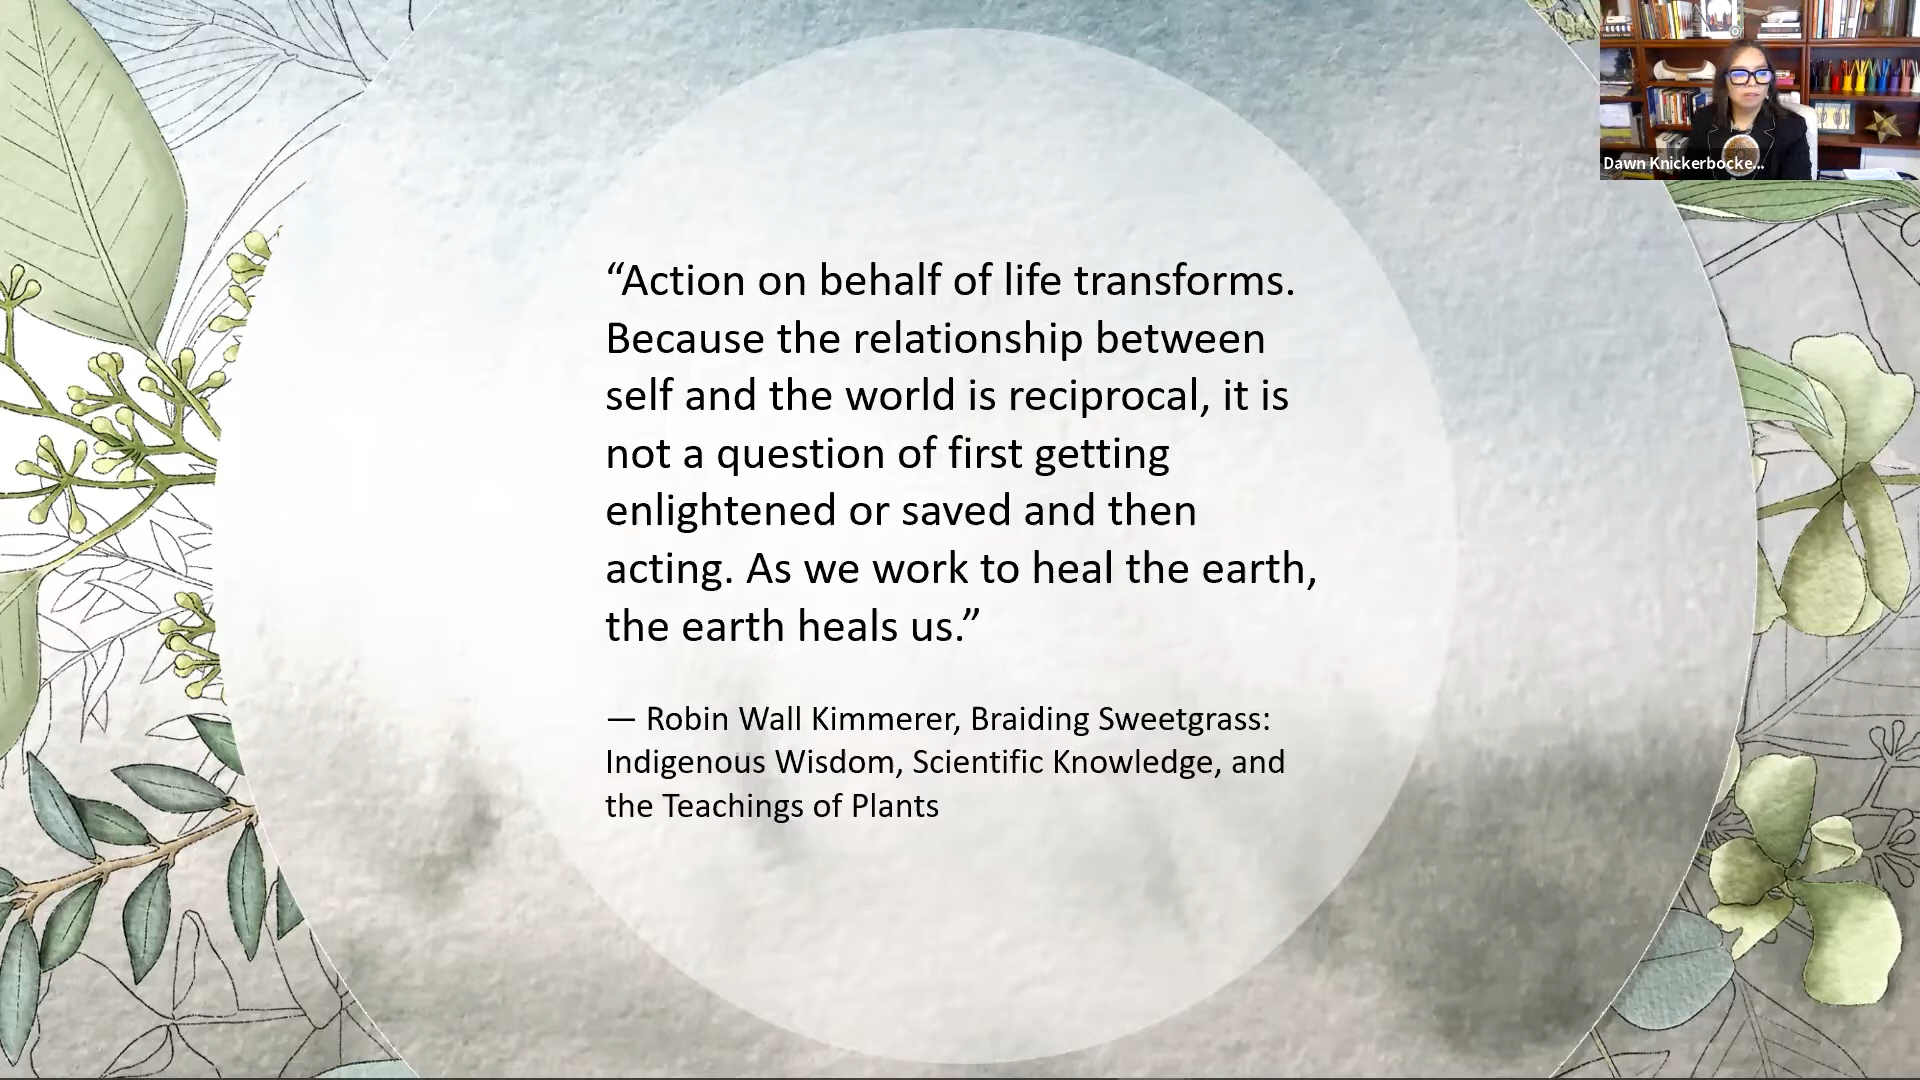 “Action on behalf of life transforms.
Because the relationship between
self and the world is reciprocal, it is
not a question of first getting
enlightened or saved and then
acting. As we work to heal the earth,
the earth heals us.”
— Robin Wall Kimmerer, Braiding Sweetgrass:
Indigenous Wisdom, Scientific Knowledge, and
the Teachings of Plants
Dawn Knickerbocke...